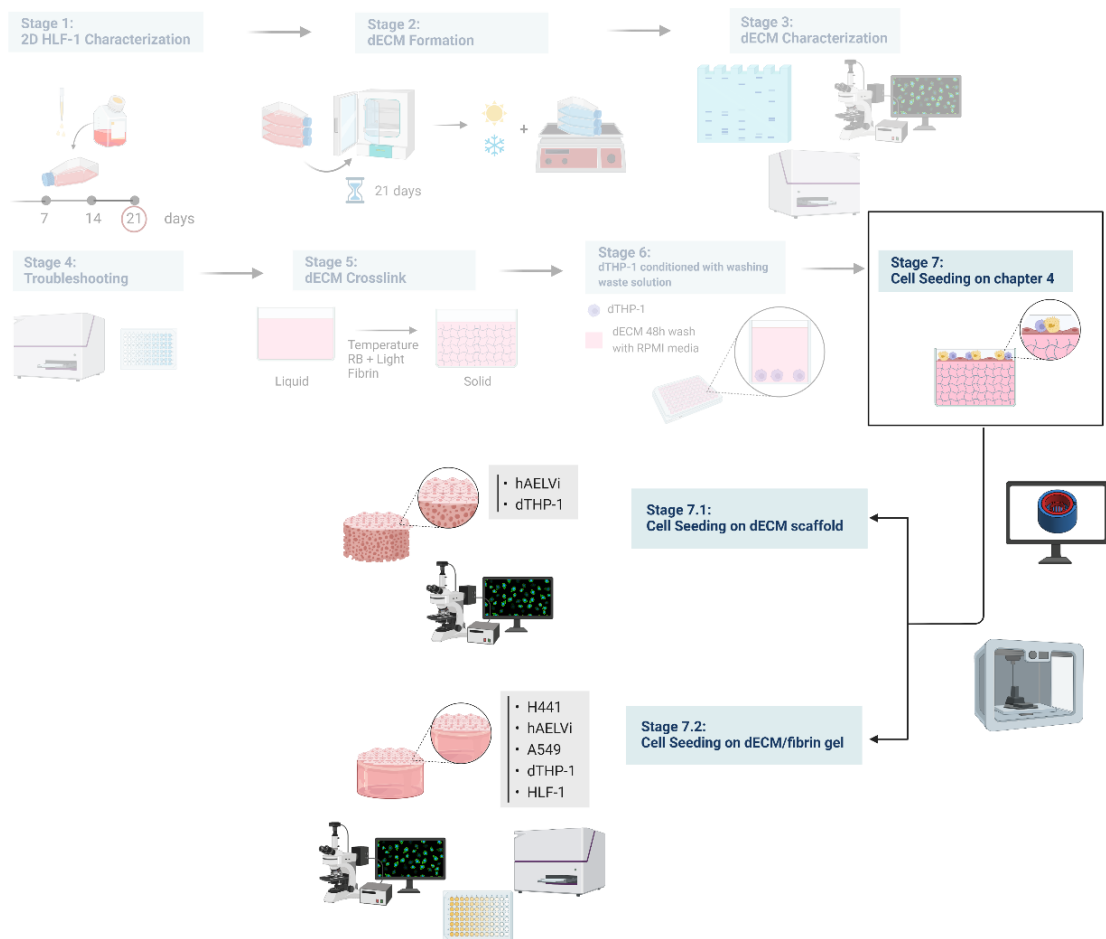 Stage 1:
2D HLF-1 Characterization
Stage 2:
dECM Formation
Stage 3:
dECM Characterization
+
21 days
7
14
21
days
Stage 4:
Troubleshooting
Stage 5:
dECM Crosslink
Stage 6:
dTHP-1 conditioned with washing
waste solution
Stage 7:
Cell Seeding on chapter 4
Temperature
RB + Light
Fibrin
Liquid
Solid
dTHP-1
dECM 48h wash
with RPMI media
• hAELVi
• dTHP-1
Stage 7.1:
Cell Seeding on dECM scaffold
• H441
• hAELVi
• A549
• dTHP-1
• HLF-1
Stage 7.2:
Cell Seeding on dECM/fibrin gel